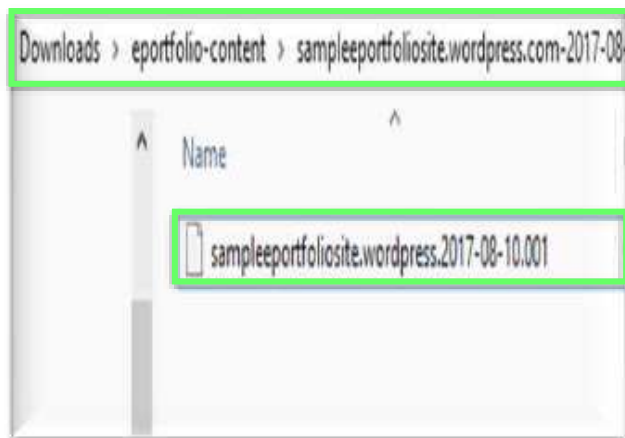 Downloads › eportfolio-content › sampleeportfoliosite.wordpress.com-2017-08-
Name
sampleeportfoliosite.wordpress.2017-08-10.001